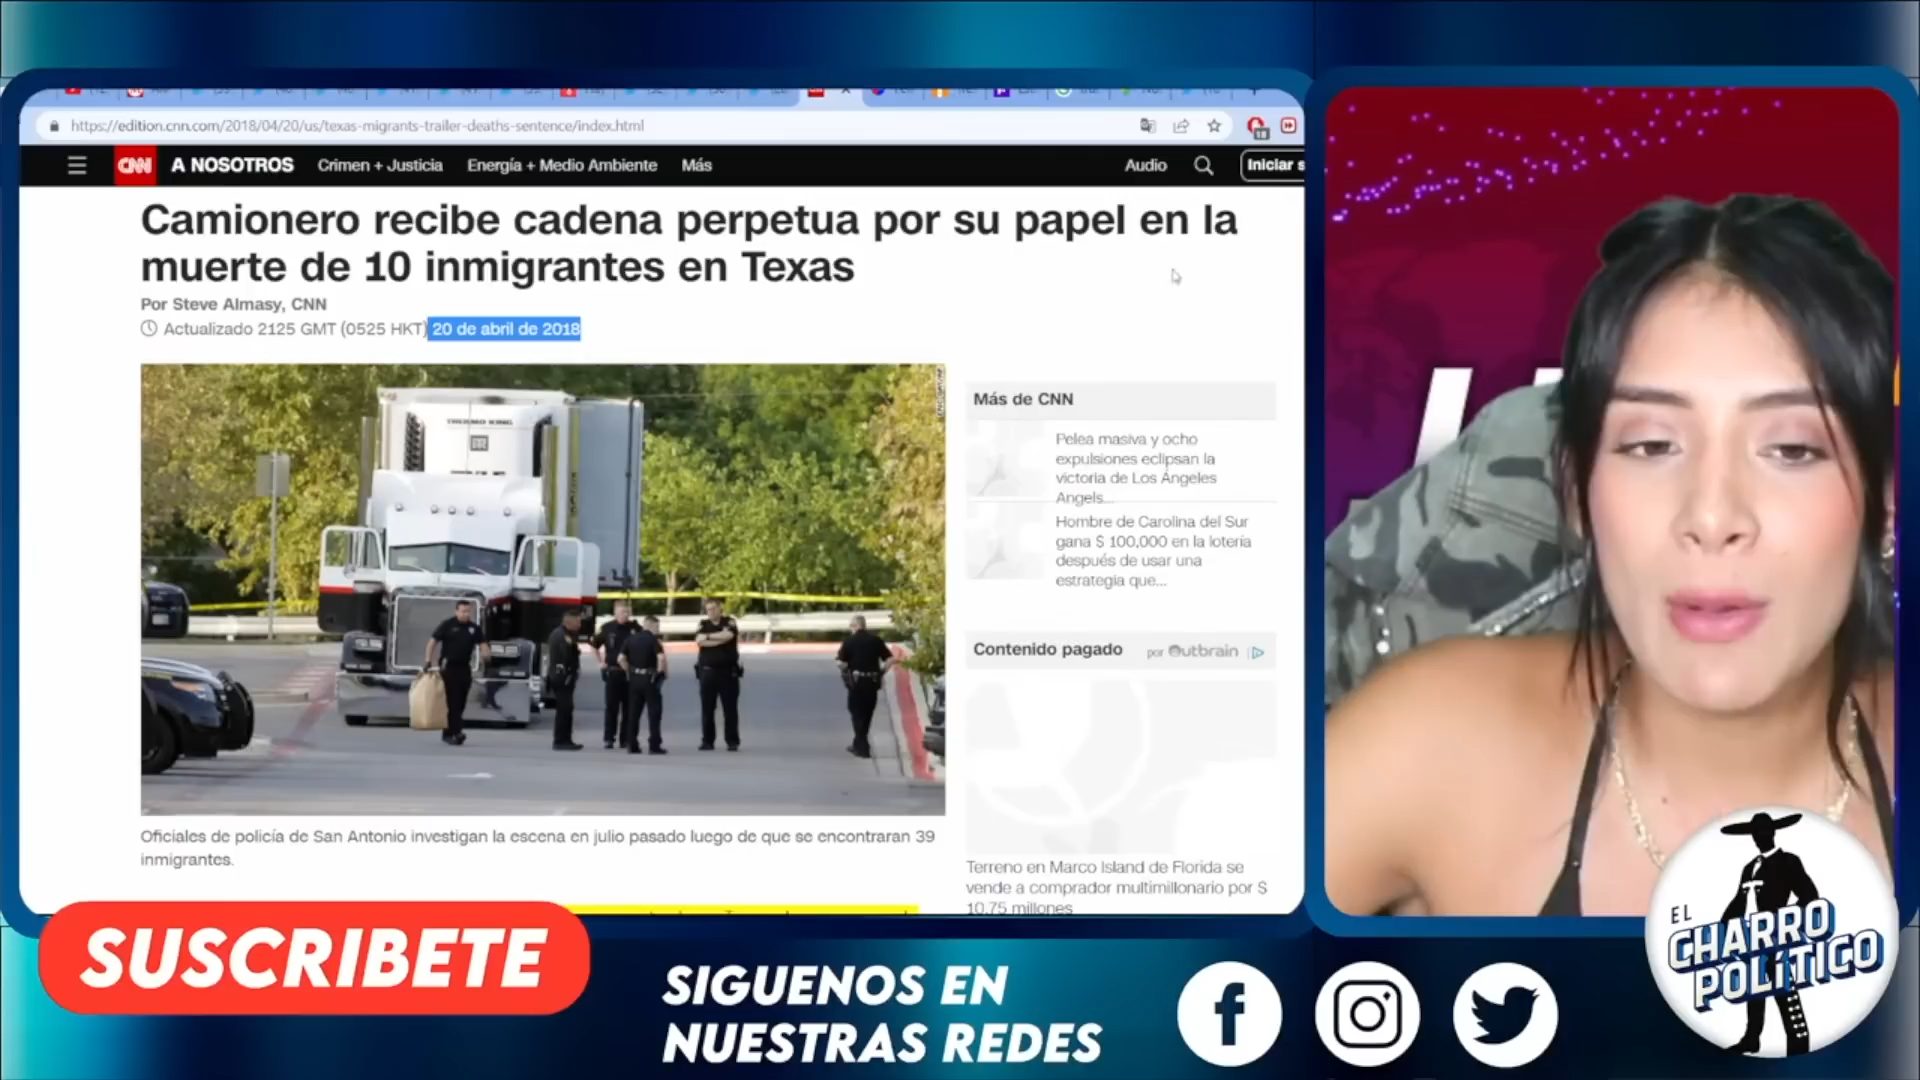 https://edition.cnn.com/2018/04/20/us/texas-migrants-trailer-deaths-sentence/index.html
CNN A NOSOTROS Crimen + Justicia Energía + Medio Ambiente Más Audio Iniciar s
Camionero recibe cadena perpetua por su papel en la
muerte de 10 inmigrantes en Texas
Por Steve Almasy, CNN
Actualizado 2125 GMT (0525 HKT) 20 de abril de 2018
THERMO KING
Oficiales de policía de San Antonio investigan la escena en julio pasado luego de que se encontraran 39
inmigrantes.
Más de CNN
Pelea masiva y ocho
expulsiones eclipsan la
victoria de Los Ángeles
Angels...
Hombre de Carolina del Sur
gana $ 100,000 en la lotería
después de usar una
estrategia que...
Contenido pagado por Outbrain
Terreno en Marco Island de Florida se
vende a comprador multimillonario por $
10.75 millones
SUSCRIBETE
SIGUENOS EN
NUESTRAS REDES
EL
CHARRO
POLÍTICO